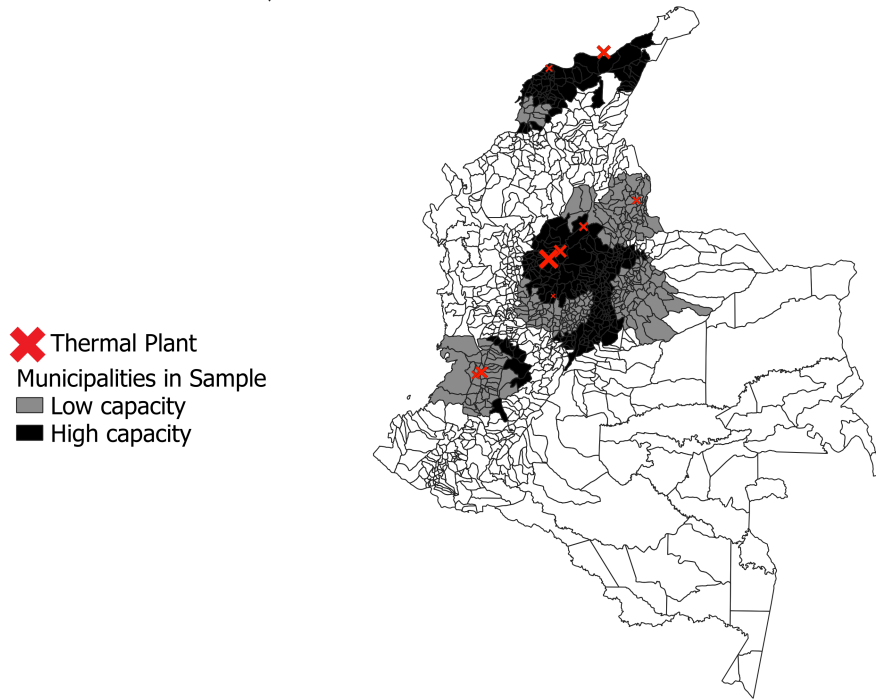 Thermal Plant
Municipalities in Sample
Low capacity
High capacity